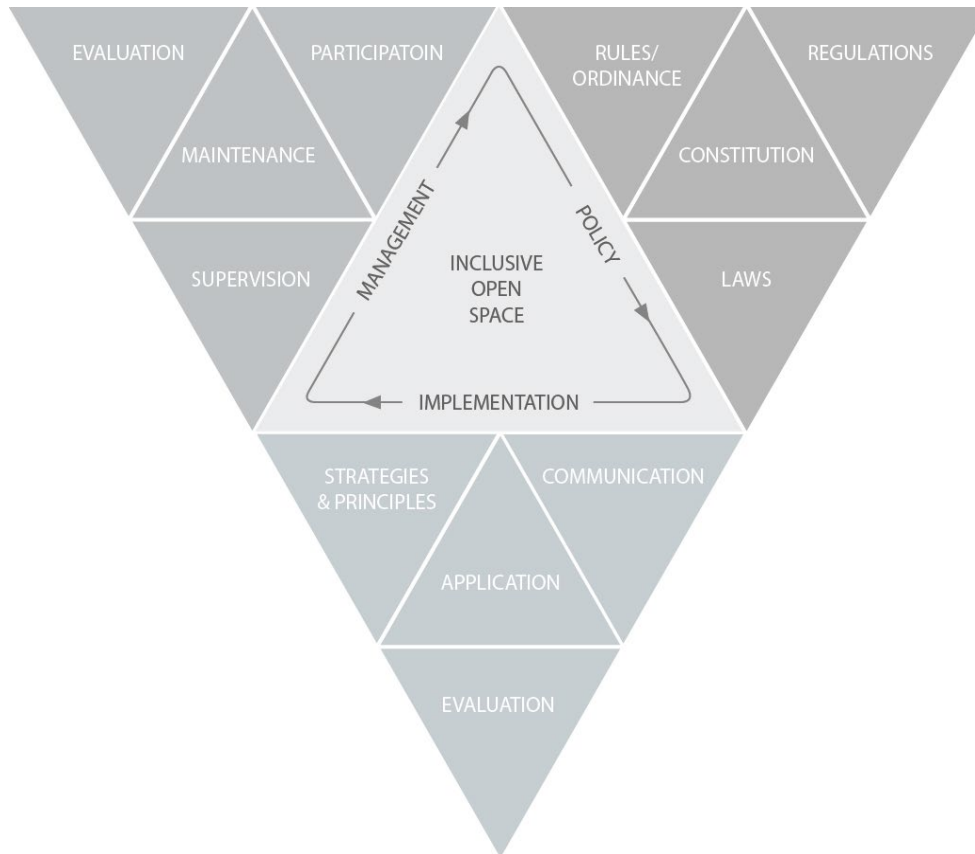 EVALUATION
PARTICIPATOIN
MAINTENANCE
SUPERVISION
RULES/
ORDINANCE
REGULATIONS
CONSTITUTION
LAWS
MANAGEMENT
POLICY
IMPLEMENTATION
INCLUSIVE
OPEN
SPACE
STRATEGIES
& PRINCIPLES
COMMUNICATION
APPLICATION
EVALUATION